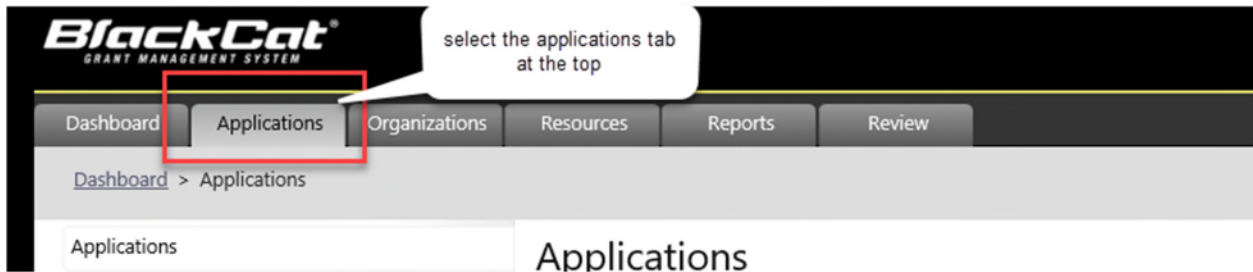 BlackCat®
GRANT MANAGEMENT SYSTEM
select the applications tab
at the top
Dashboard Applications Organizations Resources Reports Review
Dashboard > Applications
Applications
Applications